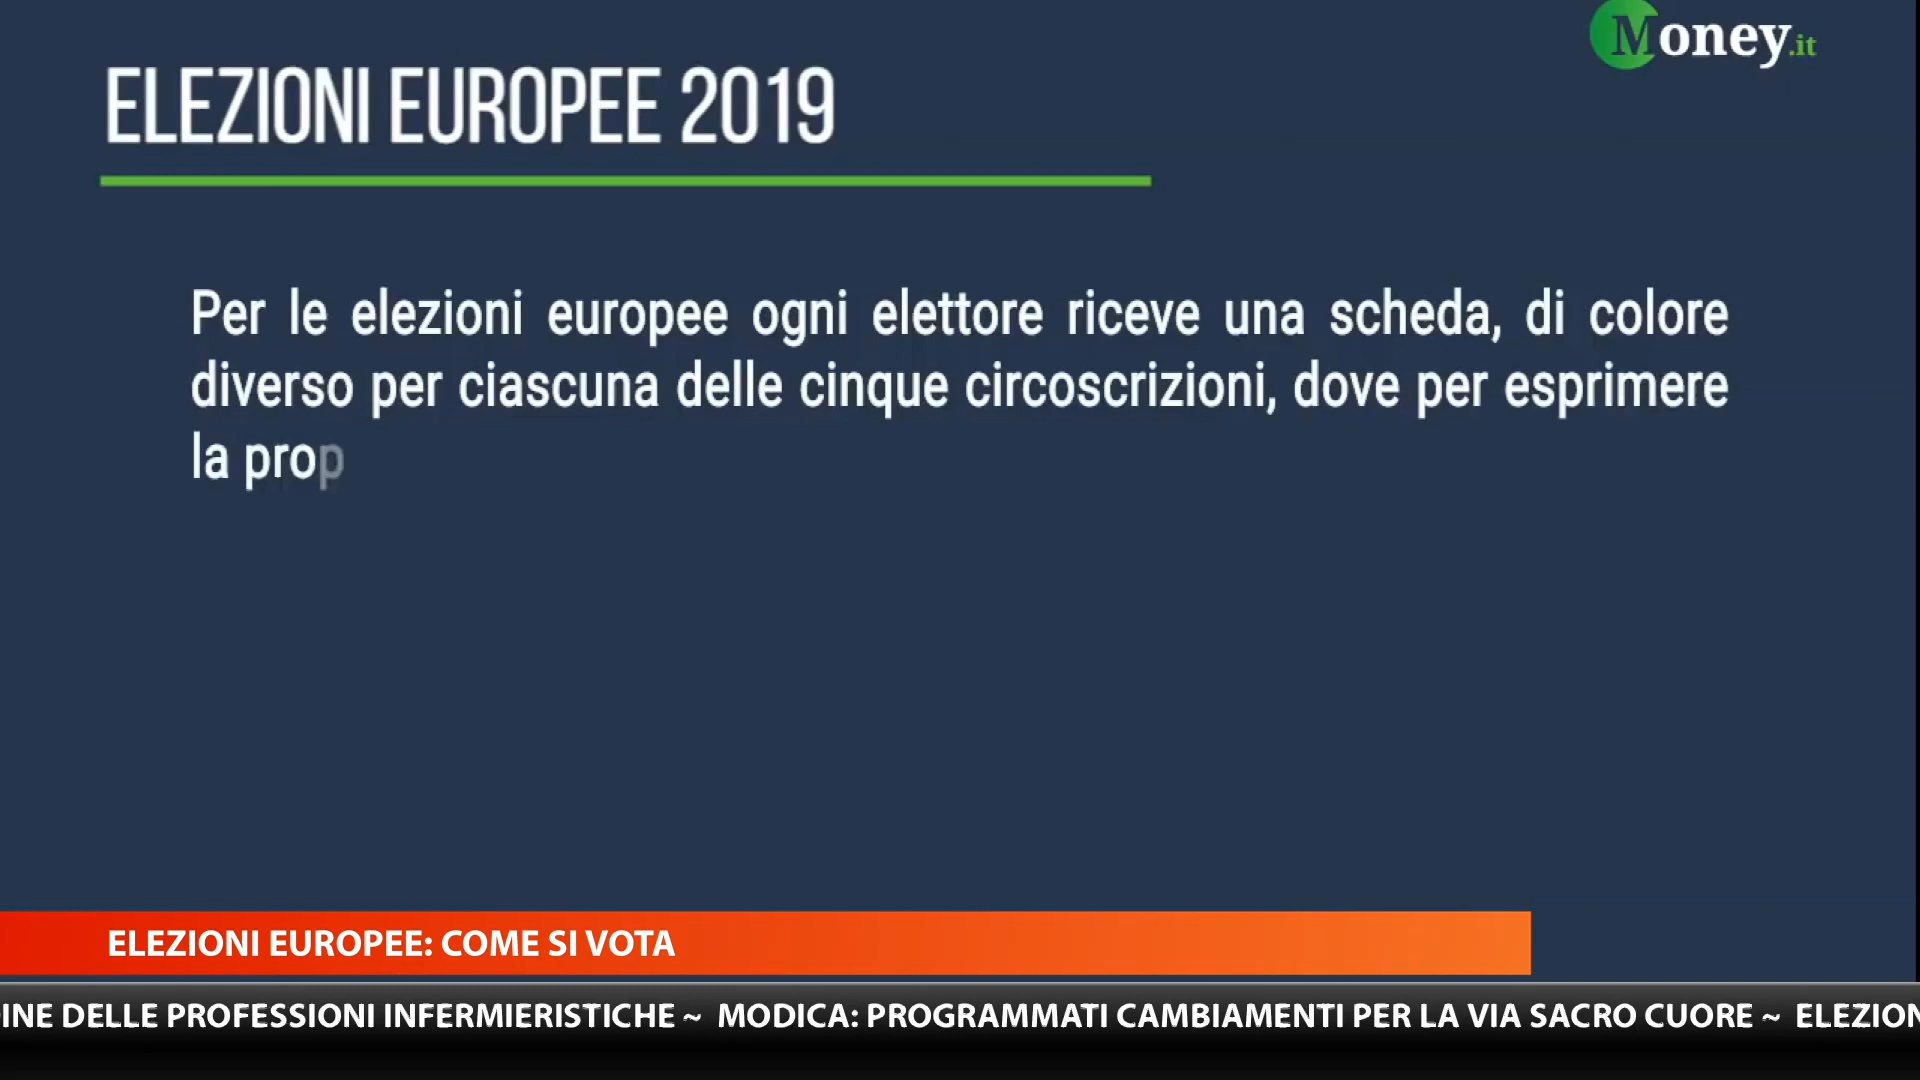 Money.it
ELEZIONI EUROPEE 2019
Per le elezioni europee ogni elettore riceve una scheda, di colore
diverso per ciascuna delle cinque circoscrizioni, dove per esprimere
la prop
ELEZIONI EUROPEE: COME SI VOTA
INE DELLE PROFESSIONI INFERMIERISTICHE ~ MODICA: PROGRAMMATI CAMBIAMENTI PER LA VIA SACRO CUORE ~ ELEZION